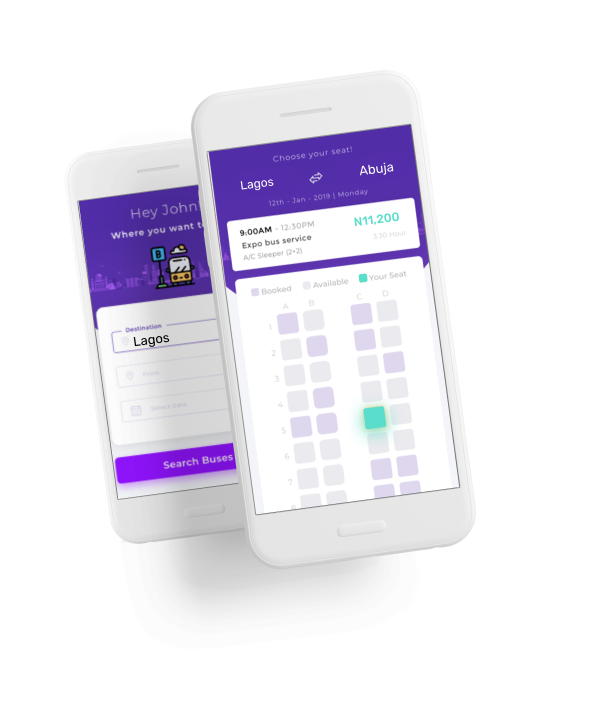 Hey John!
Where you want t
B
Destination
Lagos
From
Select Date
Search Buses
Choose your seat!
Lagos
Abuja
12th - Jan - 2019 | Monday
9:00AM - 12:30PM
N11,200
Expo bus service
3:30 Hour
A/C Sleeper (2+2)
Booked
Available
Your Seat
A B C D
1
2
3
4
5
6
7